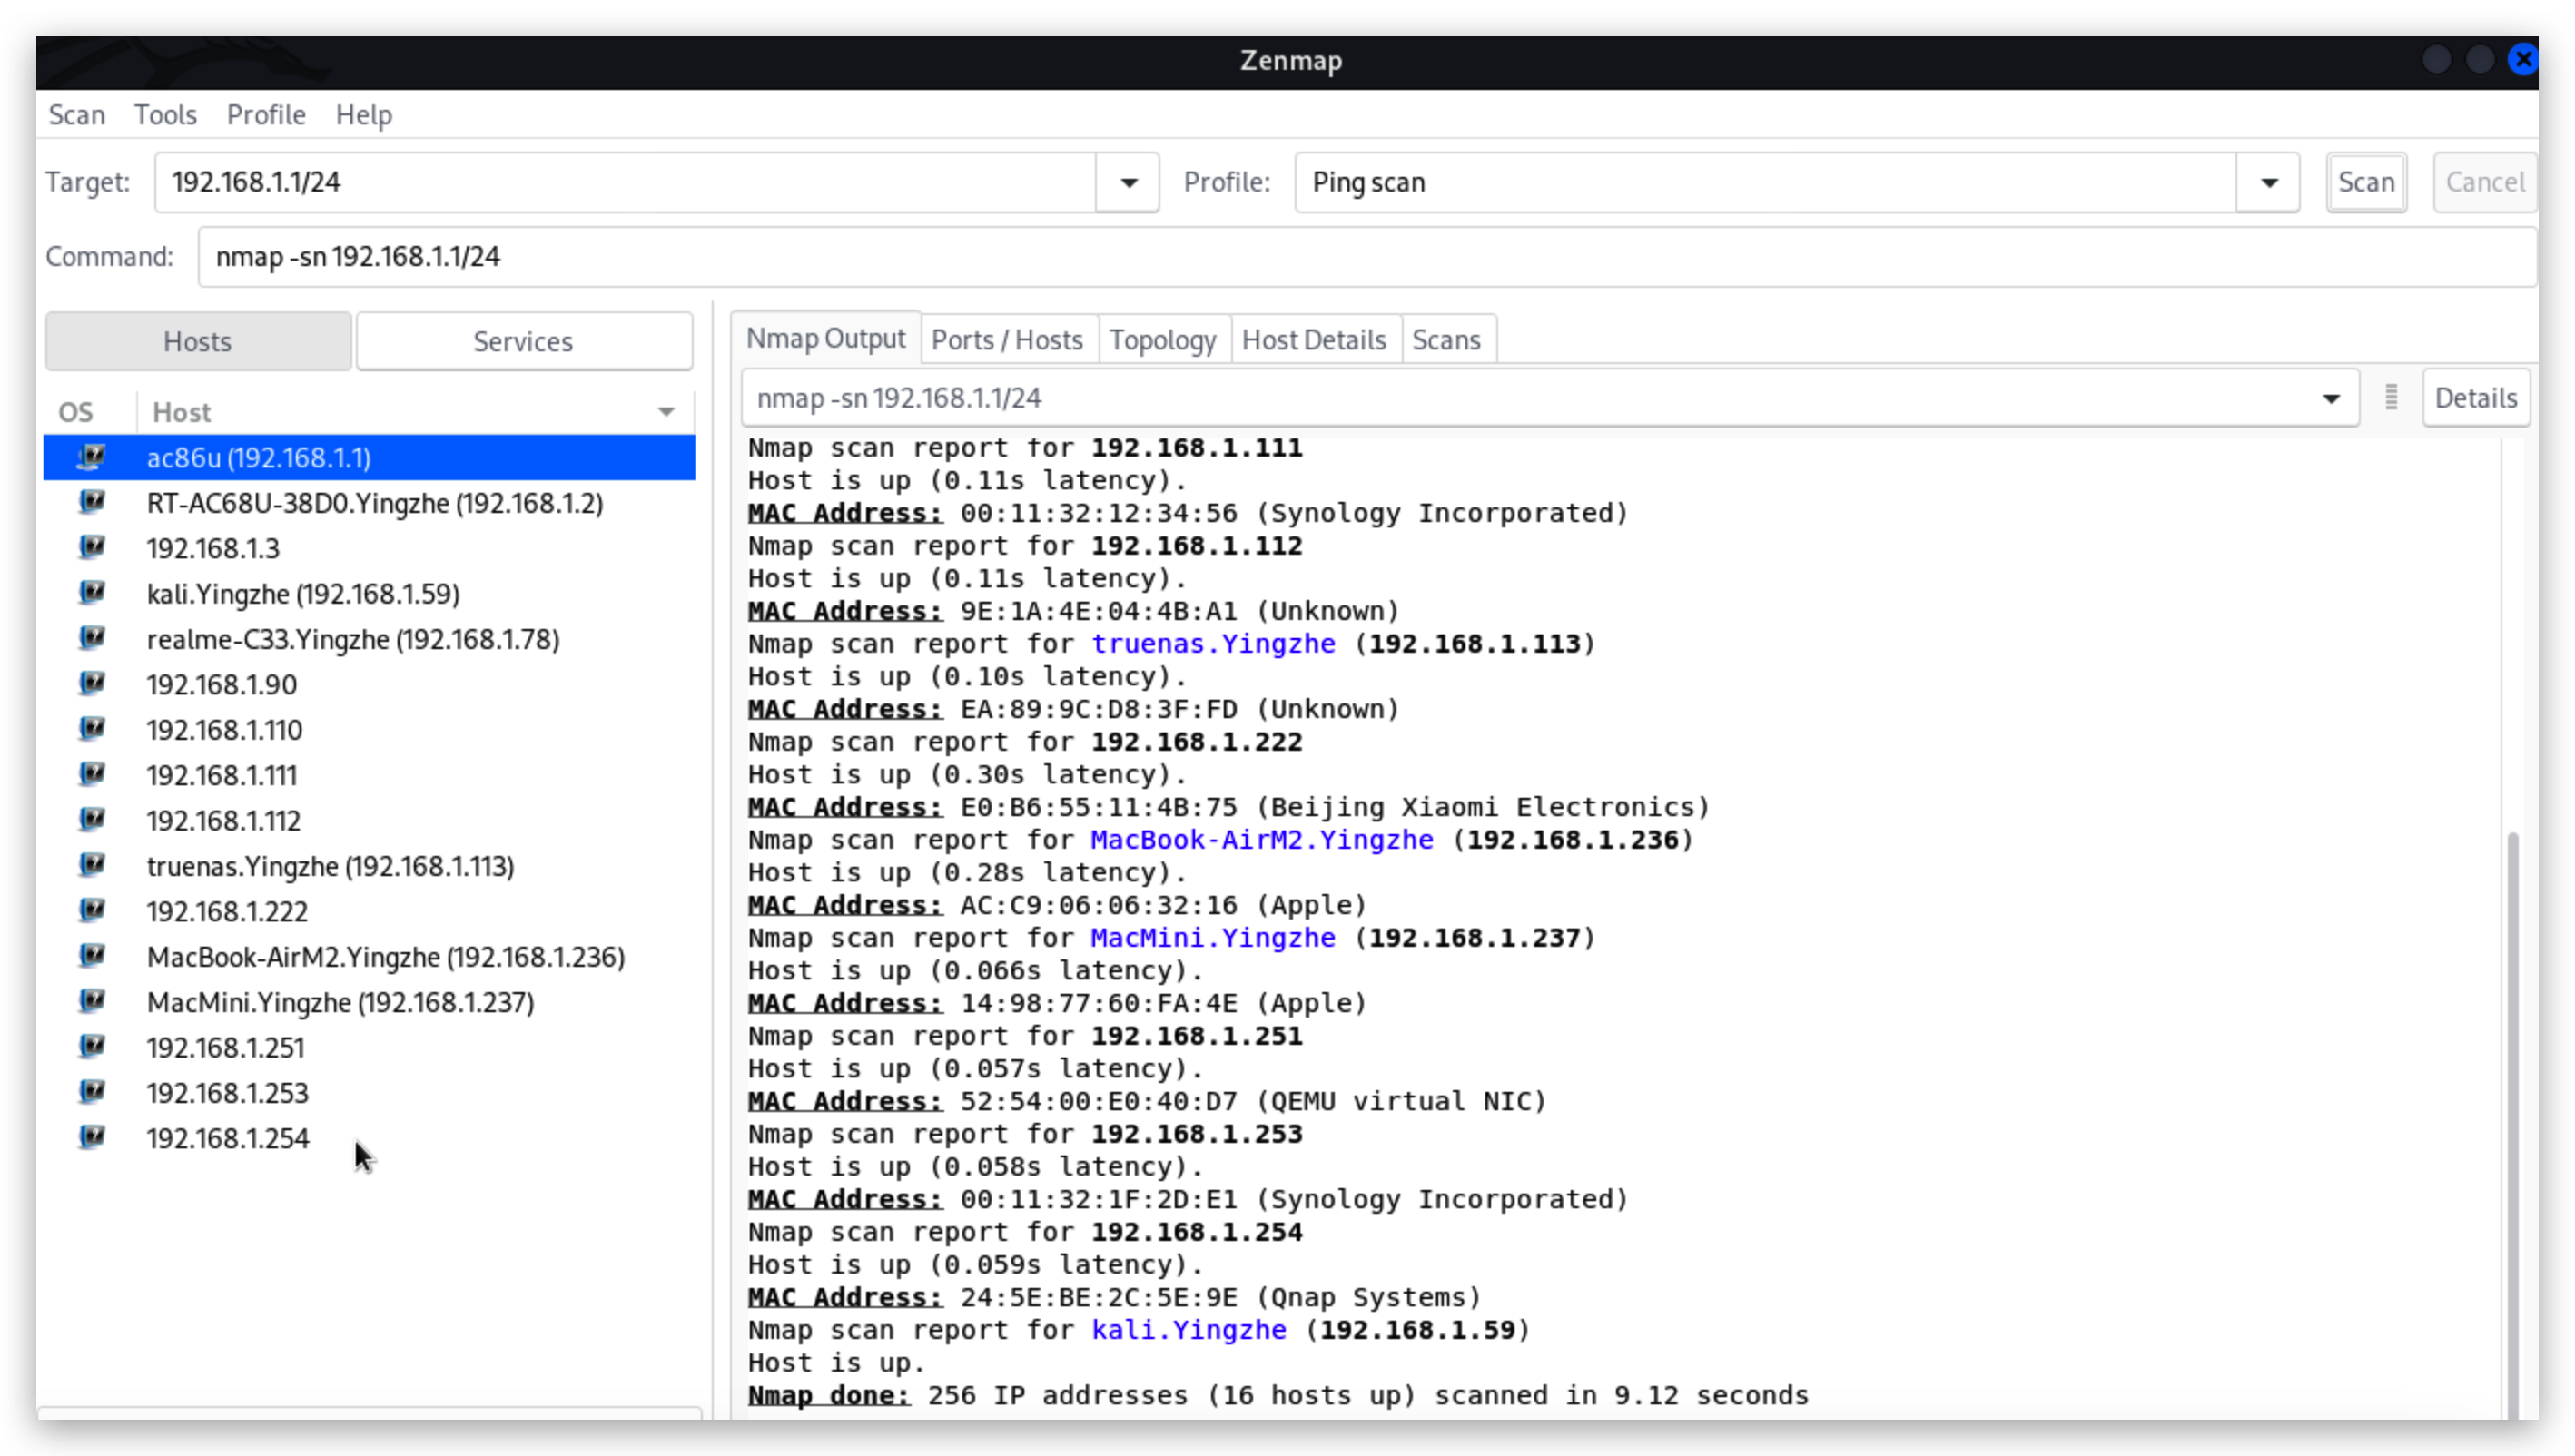 Zenmap
Scan Tools Profile Help
Target: 192.168.1.1/24 Profile: Ping scan Scan Cancel
Command: nmap -sn 192.168.1.1/24
Hosts Services
OS Host
ac86u (192.168.1.1)
RT-AC68U-38D0.Yingzhe (192.168.1.2)
192.168.1.3
kali.Yingzhe (192.168.1.59)
realme-C33.Yingzhe (192.168.1.78)
192.168.1.90
192.168.1.110
192.168.1.111
192.168.1.112
truenas.Yingzhe (192.168.1.113)
192.168.1.222
MacBook-AirM2.Yingzhe (192.168.1.236)
MacMini.Yingzhe (192.168.1.237)
192.168.1.251
192.168.1.253
192.168.1.254
Nmap Output Ports / Hosts Topology Host Details Scans
nmap -sn 192.168.1.1/24 Details
Nmap scan report for 192.168.1.111
Host is up (0.11s latency).
MAC Address: 00:11:32:12:34:56 (Synology Incorporated)
Nmap scan report for 192.168.1.112
Host is up (0.11s latency).
MAC Address: 9E:1A:4E:04:4B:A1 (Unknown)
Nmap scan report for truenas.Yingzhe (192.168.1.113)
Host is up (0.10s latency).
MAC Address: EA:89:9C:D8:3F:FD (Unknown)
Nmap scan report for 192.168.1.222
Host is up (0.30s latency).
MAC Address: E0:B6:55:11:4B:75 (Beijing Xiaomi Electronics)
Nmap scan report for MacBook-AirM2.Yingzhe (192.168.1.236)
Host is up (0.28s latency).
MAC Address: AC:C9:06:06:32:16 (Apple)
Nmap scan report for MacMini.Yingzhe (192.168.1.237)
Host is up (0.066s latency).
MAC Address: 14:98:77:60:FA:4E (Apple)
Nmap scan report for 192.168.1.251
Host is up (0.057s latency).
MAC Address: 52:54:00:E0:40:D7 (QEMU virtual NIC)
Nmap scan report for 192.168.1.253
Host is up (0.058s latency).
MAC Address: 00:11:32:1F:2D:E1 (Synology Incorporated)
Nmap scan report for 192.168.1.254
Host is up (0.059s latency).
MAC Address: 24:5E:BE:2C:5E:9E (Qnap Systems)
Nmap scan report for kali.Yingzhe (192.168.1.59)
Host is up.
Nmap done: 256 IP addresses (16 hosts up) scanned in 9.12 seconds